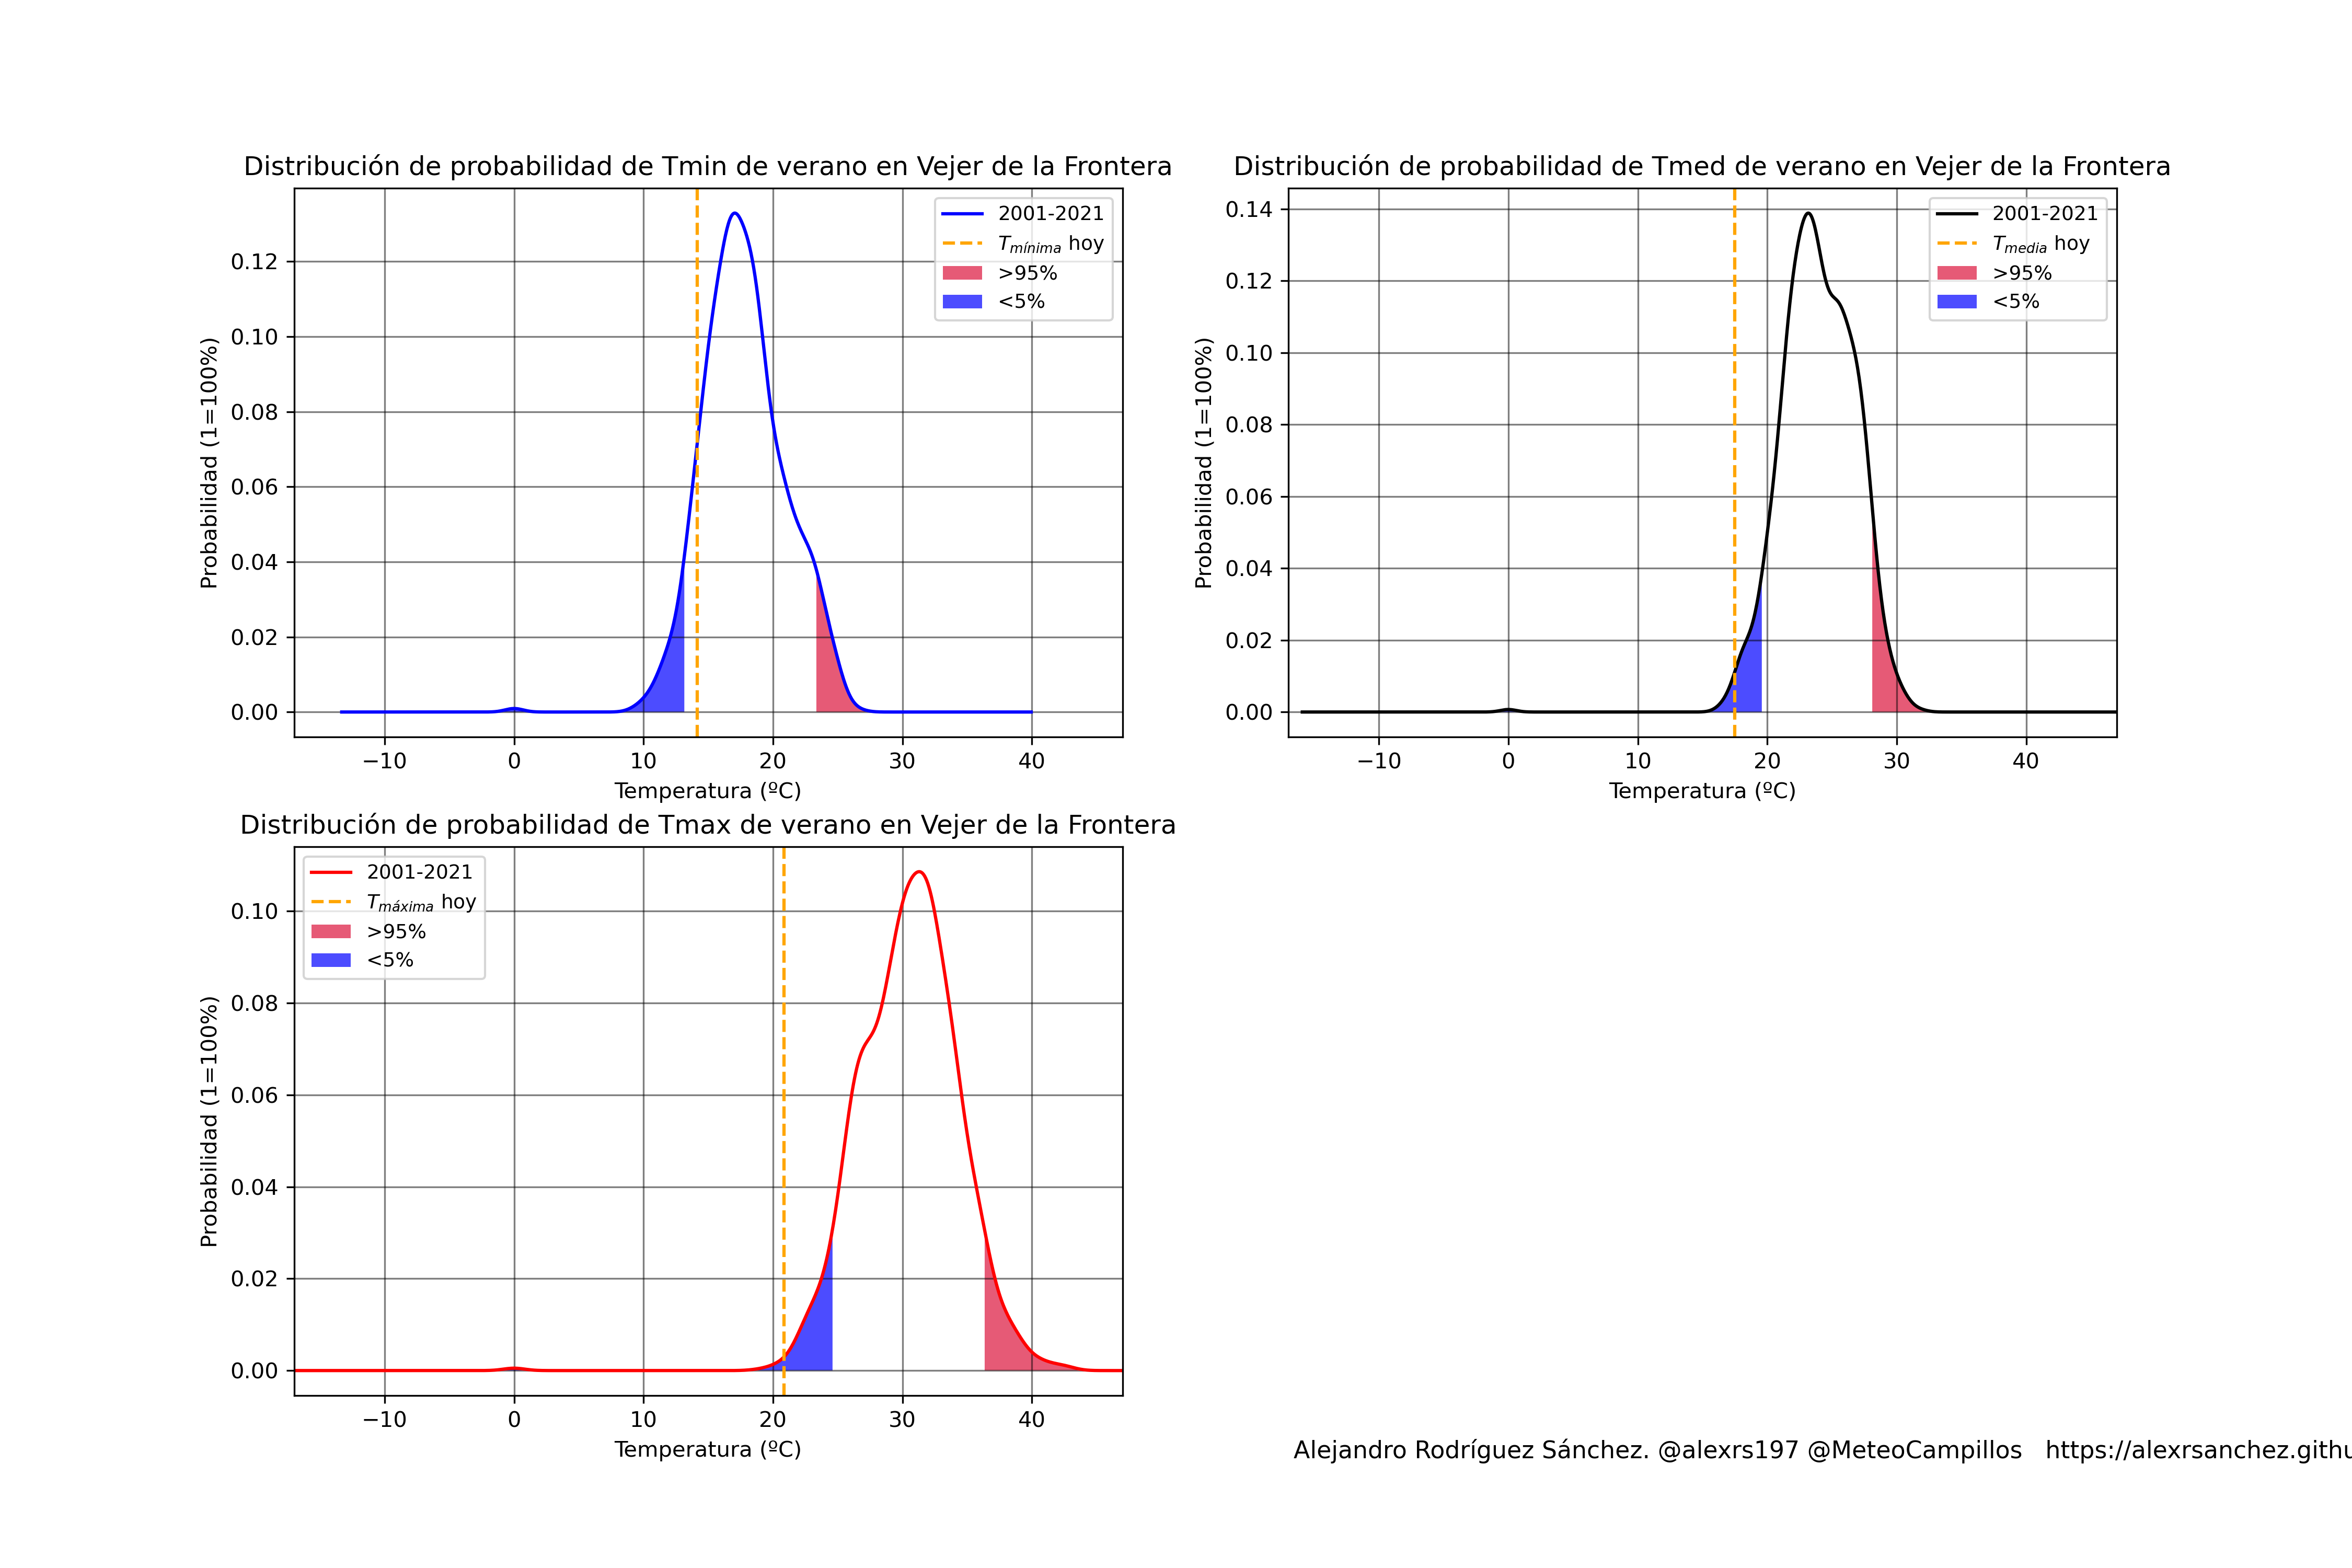 Distribución de probabilidad de Tmin de verano en Vejer de la Frontera
Probabilidad (1=100%)
0.12
0.10
0.08
0.06
0.04
0.02
0.00
2001-2021
Tmínima hoy
>95%
<5%
−10 0 10 20 30 40
Temperatura (ºC)
Distribución de probabilidad de Tmed de verano en Vejer de la Frontera
Probabilidad (1=100%)
0.14
0.12
0.10
0.08
0.06
0.04
0.02
0.00
2001-2021
Tmedia hoy
>95%
<5%
−10 0 10 20 30 40
Temperatura (ºC)
Distribución de probabilidad de Tmax de verano en Vejer de la Frontera
Probabilidad (1=100%)
0.10
0.08
0.06
0.04
0.02
0.00
2001-2021
Tmáxima hoy
>95%
<5%
−10 0 10 20 30 40
Temperatura (ºC)
Alejandro Rodríguez Sánchez. @alexrs197 @MeteoCampillos https://alexrsanchez.githu